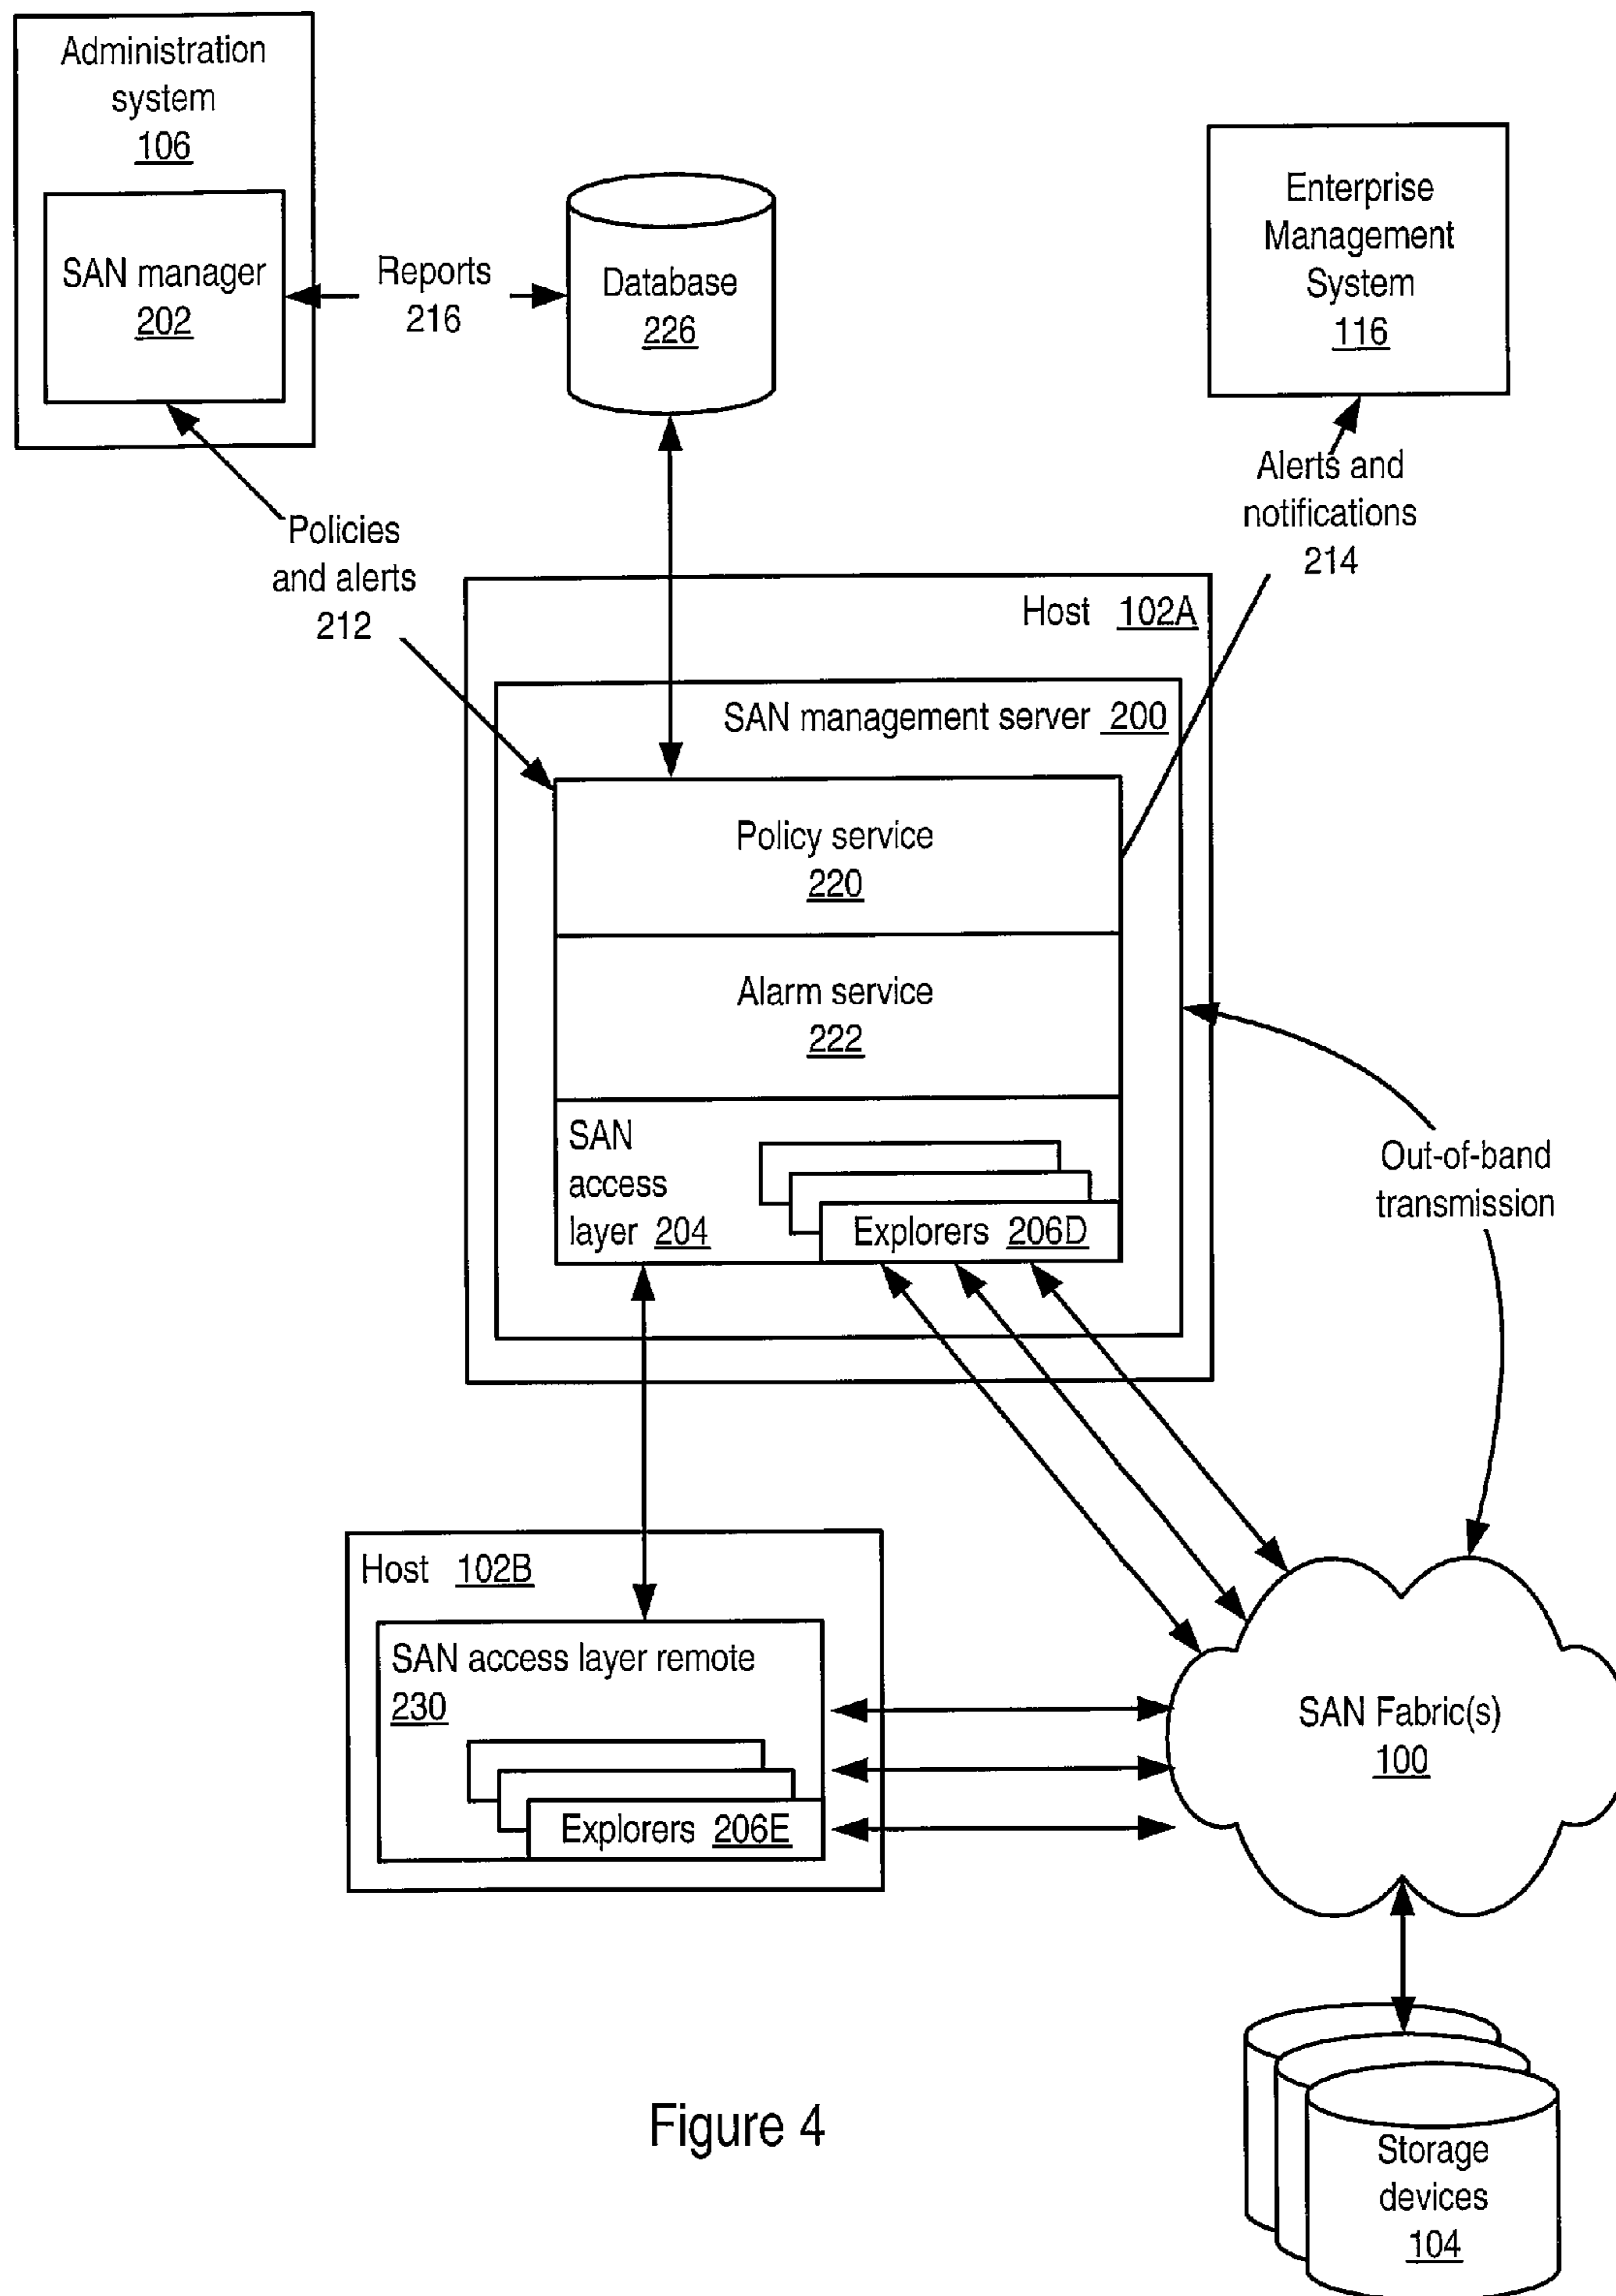 Administration
system
106
SAN manager
202
Reports
216
Database
226
Enterprise
Management
System
116
Policies
and alerts
212
Alerts and
notifications
214
Host 102A
SAN management server 200
Policy service
220
Alarm service
222
SAN
access
layer 204
Explorers 206D
Out-of-band
transmission
Host 102B
SAN access layer remote
230
Explorers 206E
SAN Fabric(s)
100
Storage
devices
104
Figure 4